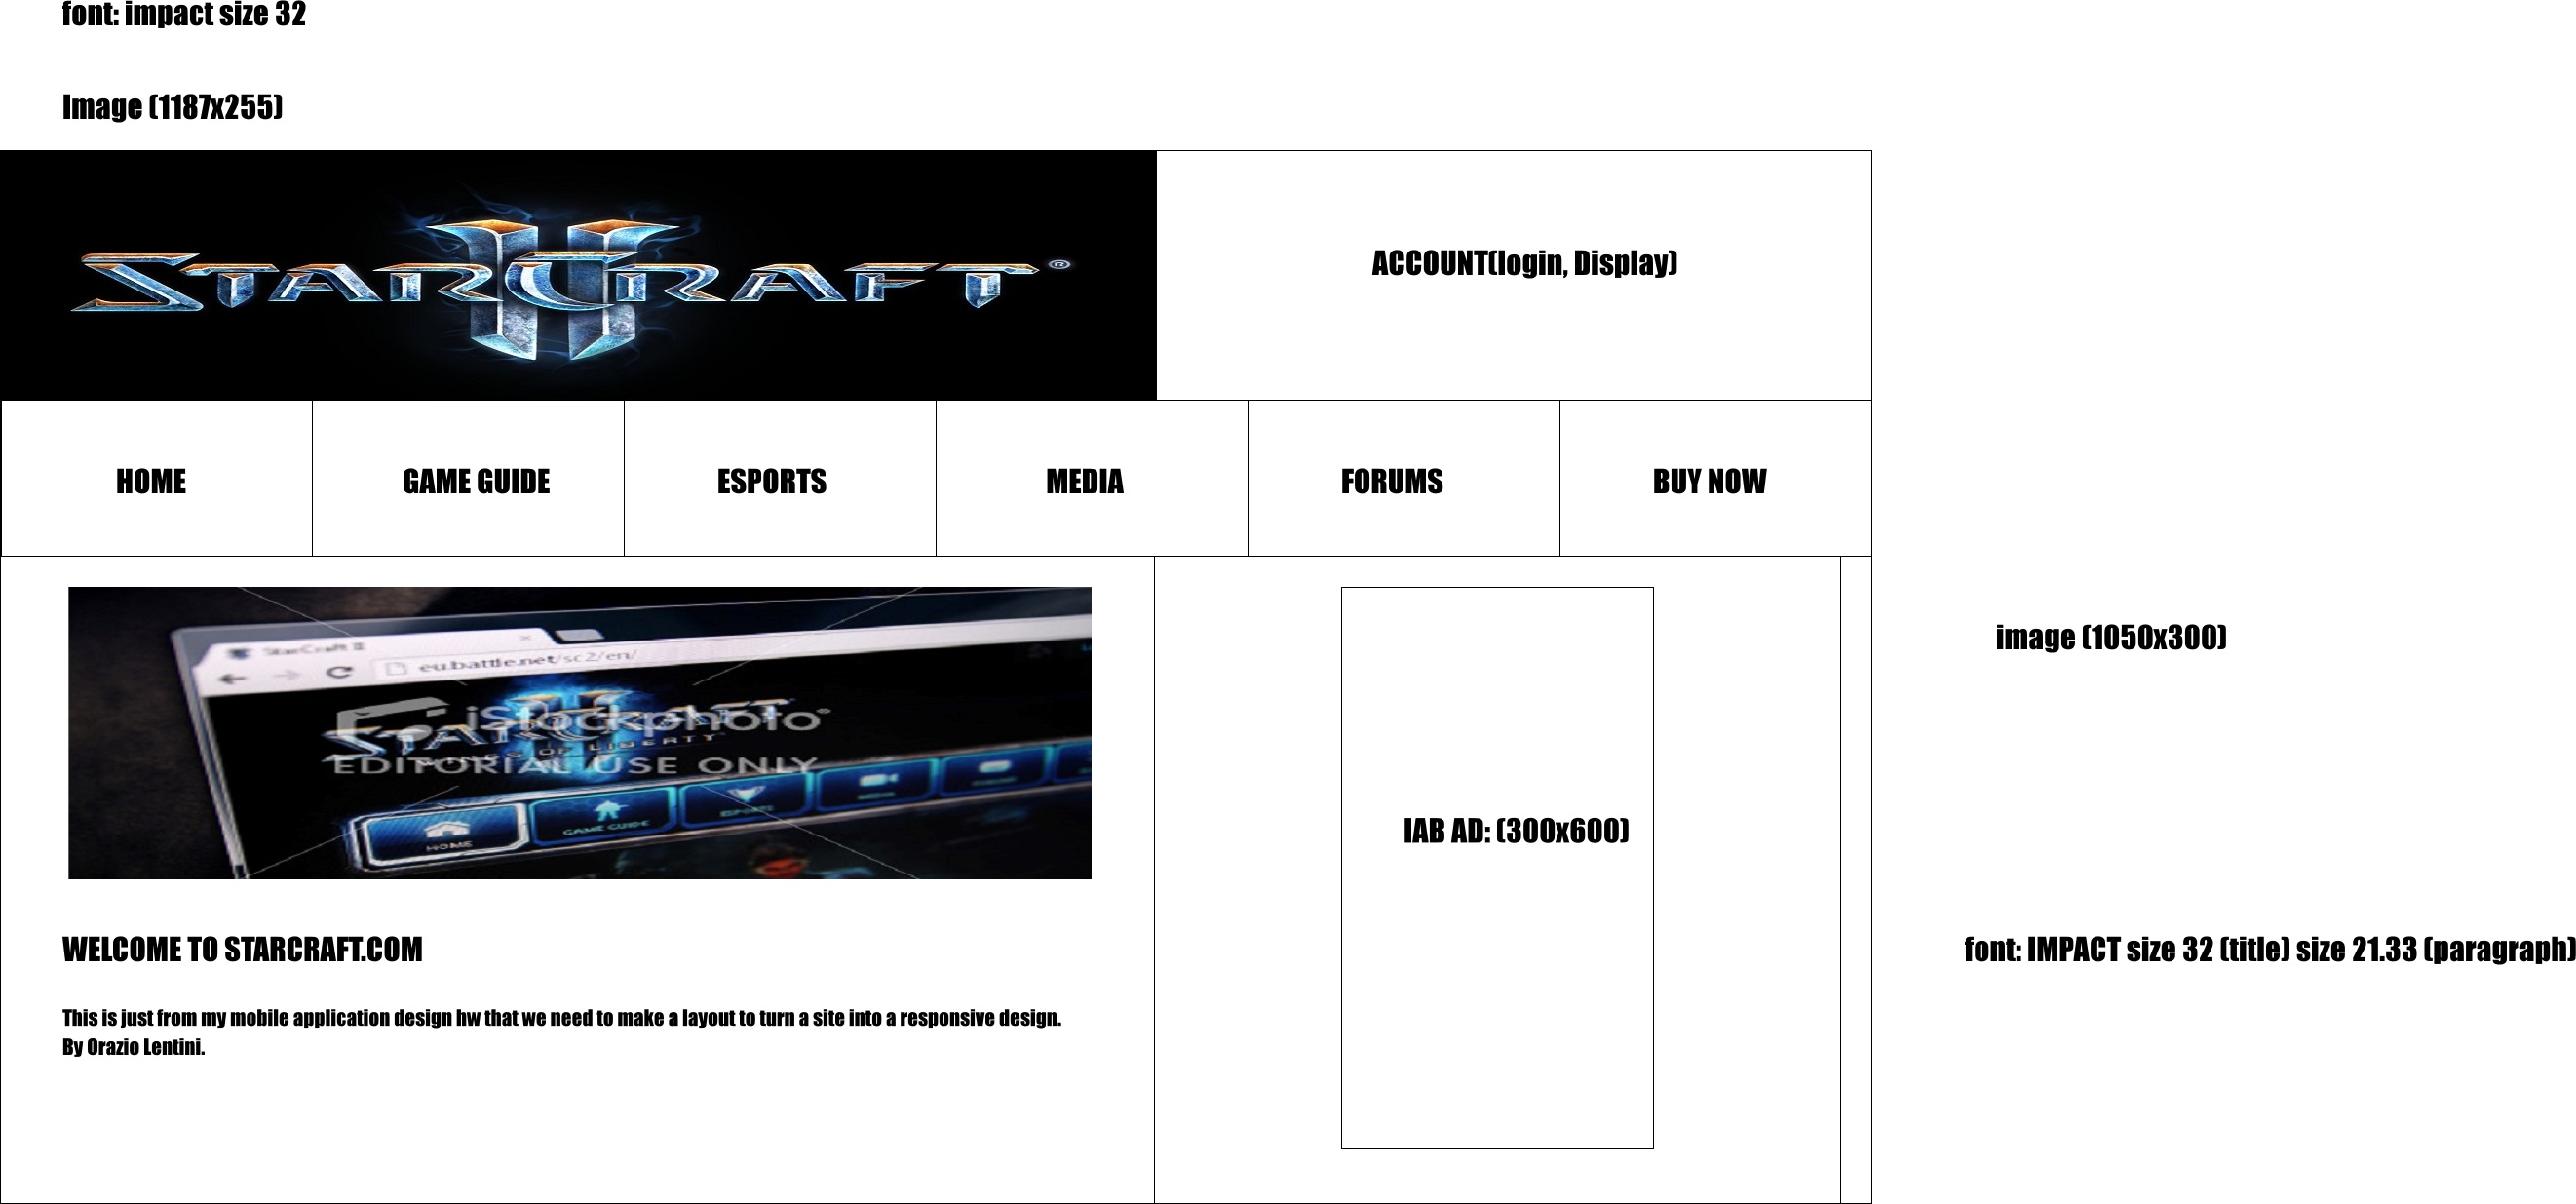 font: impact size 32
Image (1187x255)
STARCRAFT®
II
ACCOUNT(login, Display)
HOME
GAME GUIDE
ESPORTS
MEDIA
FORUMS
BUY NOW
StarCraft II
eu.battle.net/sc2/en/
iStockphoto®
STARCRAFT
II
WINGS OF LIBERTY
EDITORIAL USE ONLY
HOME
GAME GUIDE
ESPORTS
MEDIA
image (1050x300)
IAB AD: (300x600)
WELCOME TO STARCRAFT.COM
font: IMPACT size 32 (title) size 21.33 (paragraph)
This is just from my mobile application design hw that we need to make a layout to turn a site into a responsive design.
By Orazio Lentini.